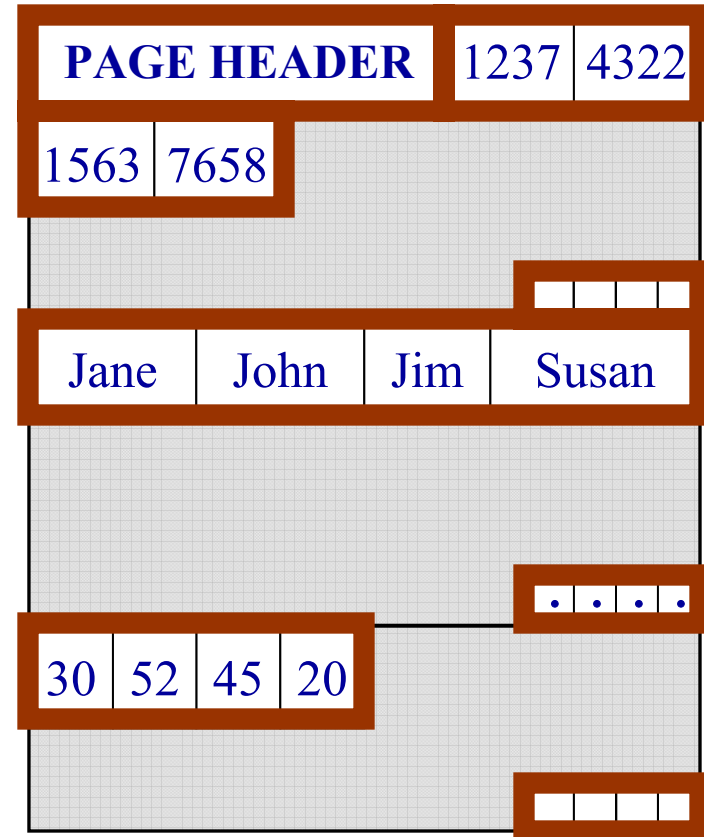 PAGE HEADER 1237 4322
1563 7658
Jane John Jim Susan
. . . .
30 52 45 20